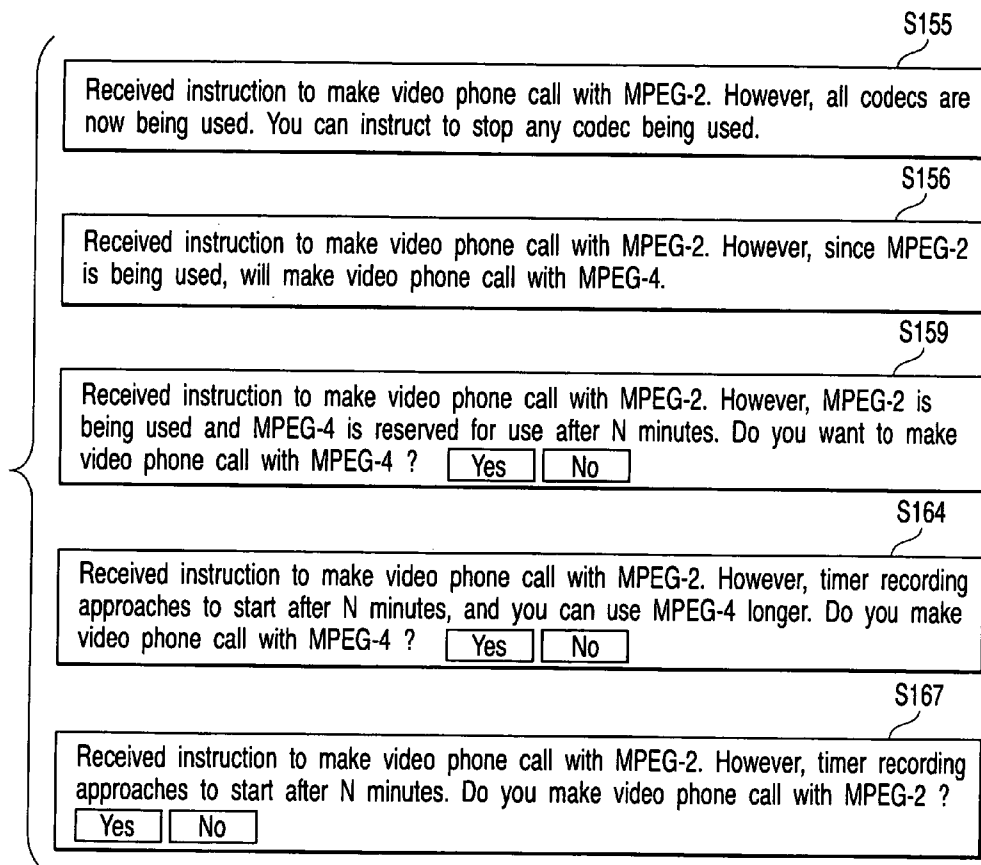 S155
Received instruction to make video phone call with MPEG-2. However, all codecs are
now being used. You can instruct to stop any codec being used.
S156
Received instruction to make video phone call with MPEG-2. However, since MPEG-2
is being used, will make video phone call with MPEG-4.
S159
Received instruction to make video phone call with MPEG-2. However, MPEG-2 is
being used and MPEG-4 is reserved for use after N minutes. Do you want to make
video phone call with MPEG-4 ? Yes No
S164
Received instruction to make video phone call with MPEG-2. However, timer recording
approaches to start after N minutes, and you can use MPEG-4 longer. Do you make
video phone call with MPEG-4 ? Yes No
S167
Received instruction to make video phone call with MPEG-2. However, timer recording
approaches to start after N minutes. Do you make video phone call with MPEG-2 ?
Yes No